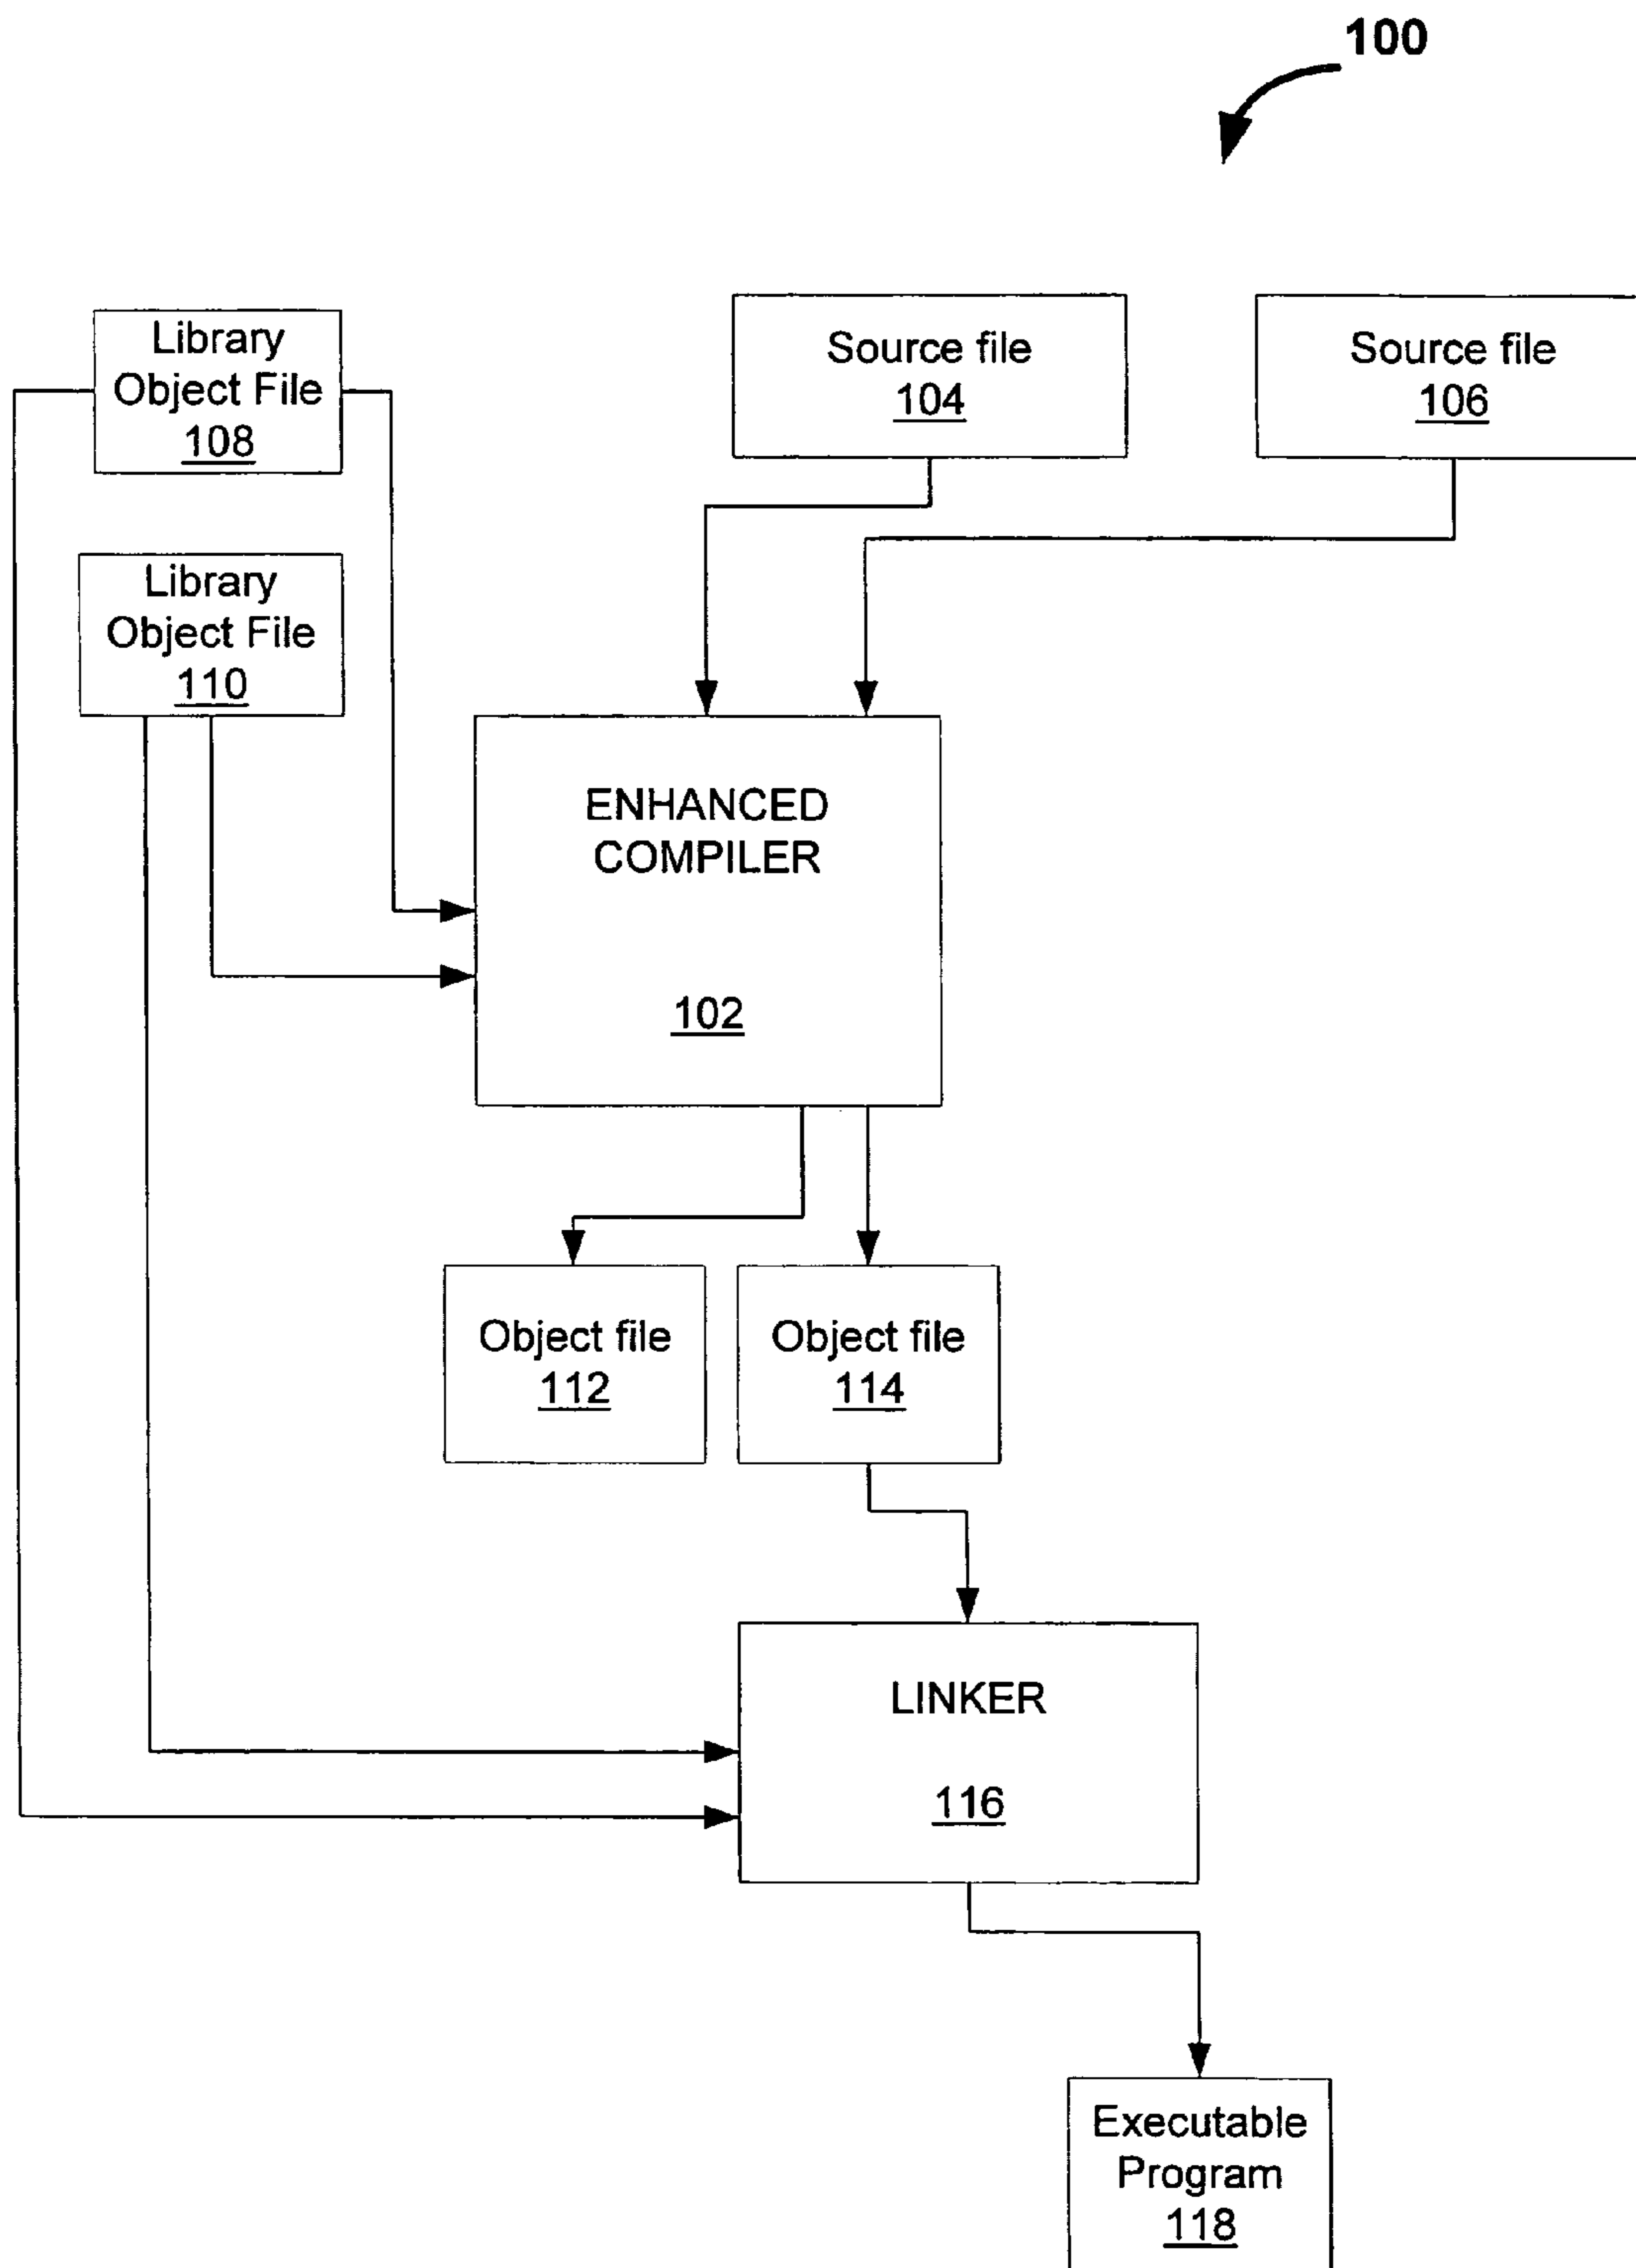 100
Library
Object File
108
Source file
104
Source file
106
Library
Object File
110
ENHANCED
COMPILER
102
Object file
112
Object file
114
LINKER
116
Executable
Program
118